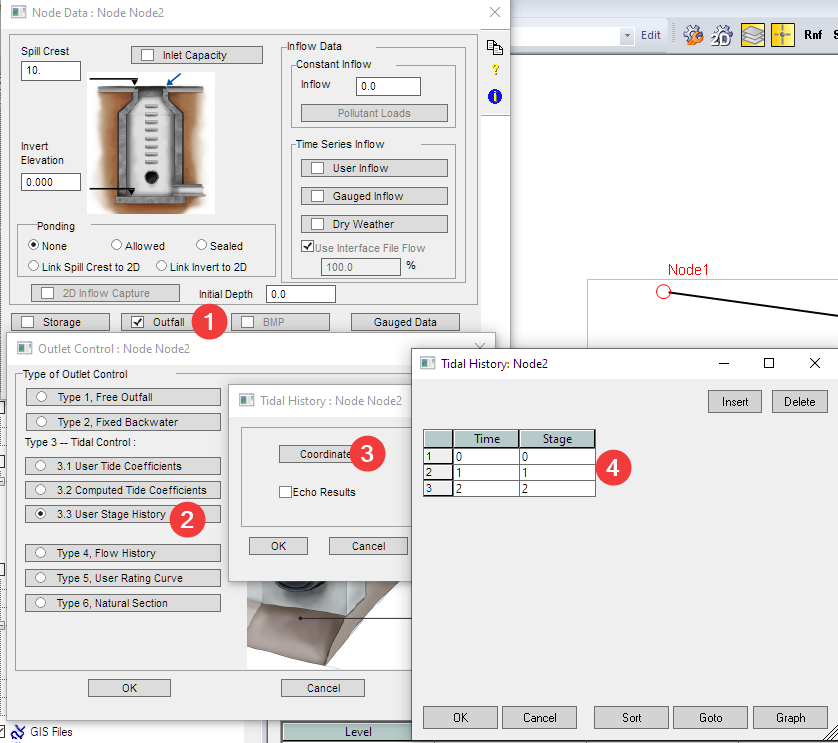 Node Data : Node Node2
Edit
Rnf
Spill Crest
10.
Inlet Capacity
Invert
Elevation
0.000
Ponding
None
Allowed
Sealed
Link Spill Crest to 2D
Link Invert to 2D
2D Inflow Capture
Initial Depth
0.0
Inflow Data
Constant Inflow
Inflow
0.0
Pollutant Loads
Time Series Inflow
User Inflow
Gauged Inflow
Dry Weather
Use Interface File Flow
100.0
%
Storage
Outfall
1
BMP
Gauged Data
Node1
Outlet Control : Node Node2
Type of Outlet Control
Type 1, Free Outfall
Type 2, Fixed Backwater
Type 3 -- Tidal Control :
3.1 User Tide Coefficients
3.2 Computed Tide Coefficients
3.3 User Stage History
2
Type 4, Flow History
Type 5, User Rating Curve
Type 6, Natural Section
OK
Cancel
Tidal History : Node Node2
Coordinate
3
Echo Results
OK
Cancel
Tidal History: Node2
Insert
Delete
Time Stage
1 0 0
2 1 1
3 2 2
4
OK
Cancel
Sort
Goto
Graph
GIS Files
Level